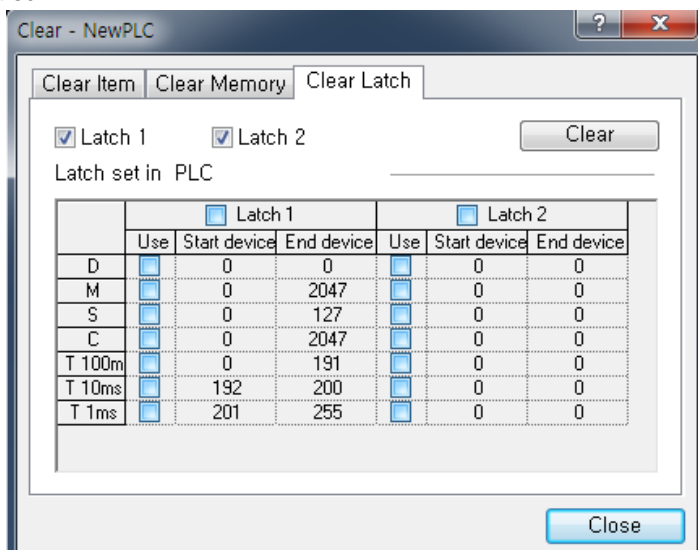 Clear - NewPLC
Clear Item Clear Memory Clear Latch
Latch 1 Latch 2 Clear
Latch set in PLC
Latch 1 Latch 2
Use Start device End device Use Start device End device
D 0 0 0 0
M 0 2047 0 0
S 0 127 0 0
C 0 2047 0 0
T 100m 0 191 0 0
T 10ms 192 200 0 0
T 1ms 201 255 0 0
Close